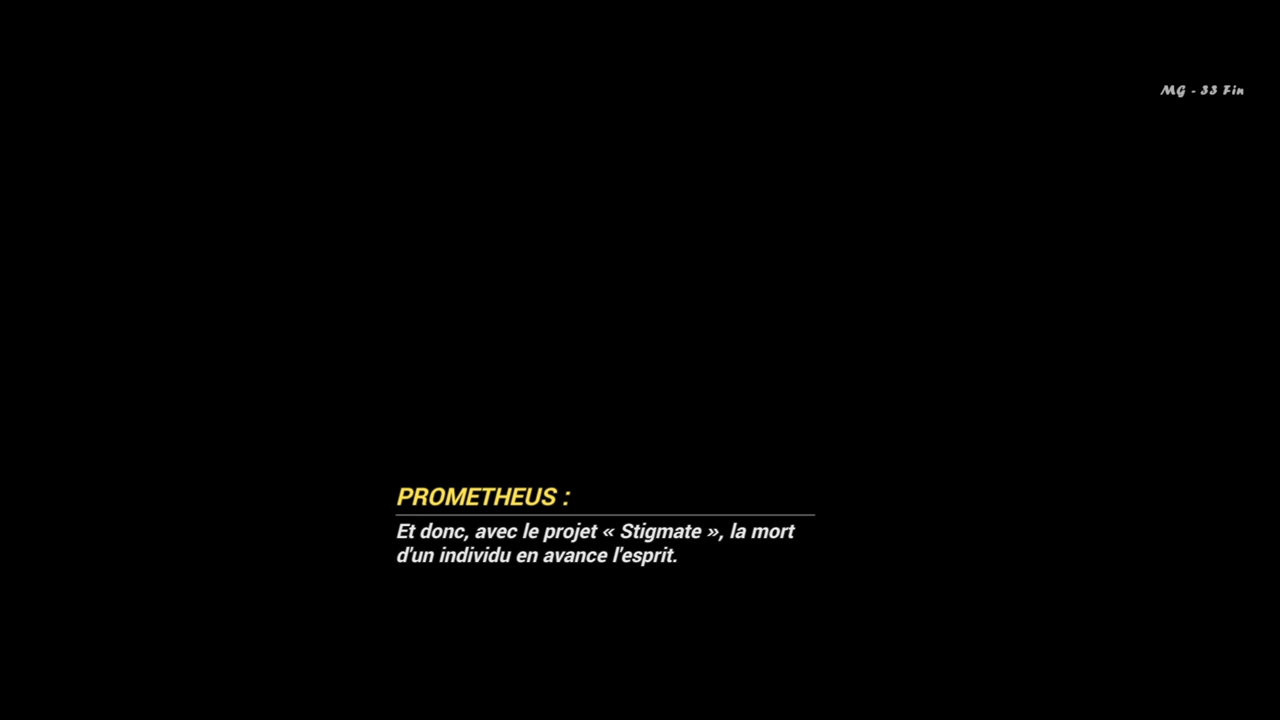 MG - 33 Fin
PROMETHEUS :
Et donc, avec le projet « Stigmate », la mort
d'un individu en avance l'esprit.